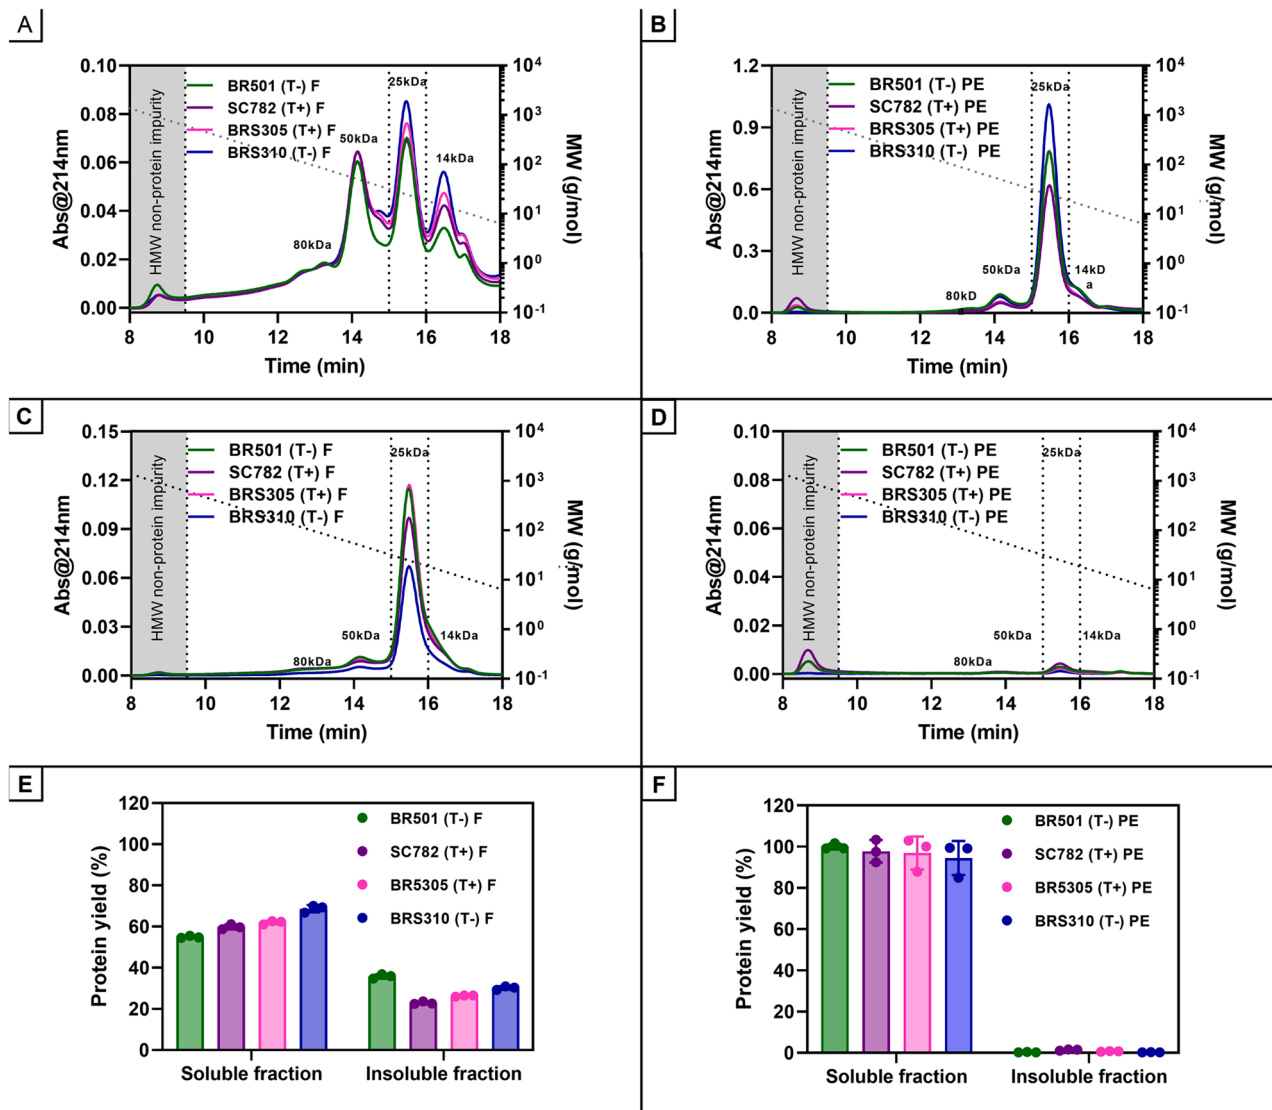 A
BR501 (T-) F
SC782 (T+) F
BRS305 (T+) F
BRS310 (T-) F
HMW non-protein impurity
80kDa
50kDa
25kDa
14kDa
Abs@214nm
0.10
0.08
0.06
0.04
0.02
0.00
8 10 12 14 16 18
Time (min)
10⁴
10³
10²
10¹
10⁰
10⁻¹
MW (g/mol)
B
BR501 (T-) PE
SC782 (T+) PE
BRS305 (T+) PE
BRS310 (T-) PE
HMW non-protein impurity
80kD
50kDa
25kDa
14kD
a
Abs@214nm
1.2
0.9
0.6
0.3
0.0
8 10 12 14 16 18
Time (min)
10⁴
10³
10²
10¹
10⁰
10⁻¹
MW (g/mol)
C
BR501 (T-) F
SC782 (T+) F
BRS305 (T+) F
BRS310 (T-) F
HMW non-protein impurity
80kDa
50kDa
25kDa
14kDa
Abs@214nm
0.15
0.12
0.09
0.06
0.03
0.00
8 10 12 14 16 18
Time (min)
10⁴
10³
10²
10¹
10⁰
10⁻¹
MW (g/mol)
D
BR501 (T-) PE
SC782 (T+) PE
BRS305 (T+) PE
BRS310 (T-) PE
HMW non-protein impurity
80kDa
50kDa
25kDa
14kDa
Abs@214nm
0.10
0.08
0.06
0.04
0.02
0.00
8 10 12 14 16 18
Time (min)
10⁴
10³
10²
10¹
10⁰
10⁻¹
MW (g/mol)
E
BR501 (T-) F
SC782 (T+) F
BR5305 (T+) F
BRS310 (T-) F
Protein yield (%)
120
100
80
60
40
20
0
Soluble fraction Insoluble fraction
F
BR501 (T-) PE
SC782 (T+) PE
BR5305 (T+) PE
BRS310 (T-) PE
Protein yield (%)
120
100
80
60
40
20
0
Soluble fraction Insoluble fraction